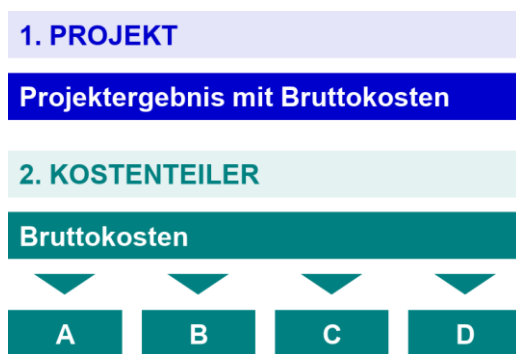 1. PROJEKT
Projektergebnis mit Bruttokosten
2. KOSTENTEILER
Bruttokosten
A B C D